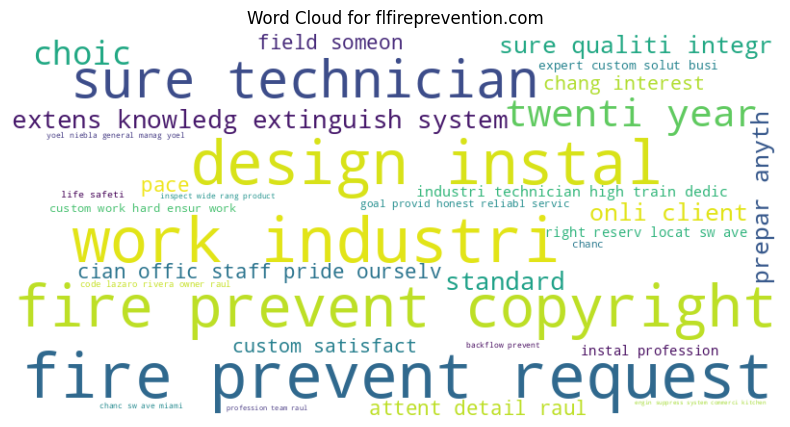 Word Cloud for flfireprevention.com
choic
field someon
sure qualiti integr
sure technician
expert custom solut busi
chang interest
extens knowledg extinguish system
twenti year
yoel niebla general manag yoel
prepar anyth
design instal
pace
life safeti
inspect wide rang product
industri technician high train dedic
custom work hard ensur work
goal provid honest reliabl servic
onli client
work industri
right reserv locat sw ave
chanc
cian offic staff pride ourselv
standard
code lazaro rivera owner raul
fire prevent copyright
custom satisfact
backflow prevent
instal profession
fire prevent request
chanc sw ave miami
profession team raul
attent detail raul
suppress system commerci kitchen